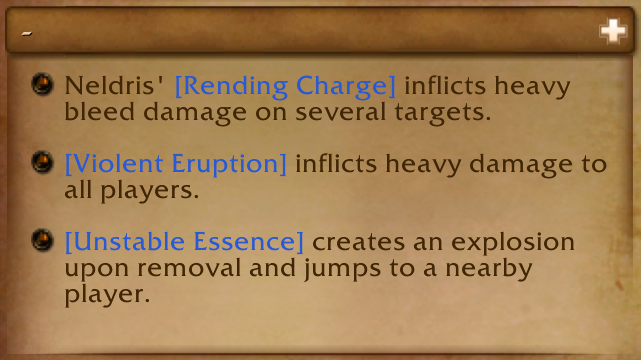 -
Neldris' [Rending Charge] inflicts heavy
bleed damage on several targets.
[Violent Eruption] inflicts heavy damage to
all players.
[Unstable Essence] creates an explosion
upon removal and jumps to a nearby
player.